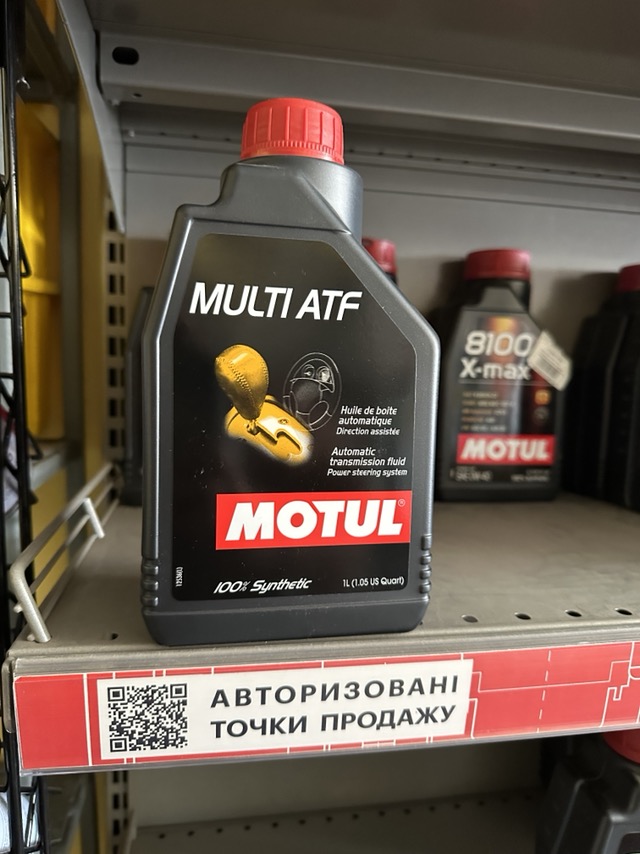 MULTI ATF
Huile de boite
automatique
Direction assistée
Automatic
transmission fluid
Power steering system
MOTUL®
100% Synthetic
1L (1.05 US Quart)
8100
X-max
MOTUL
АВТОРИЗОВАНІ
ТОЧКИ ПРОДАЖУ